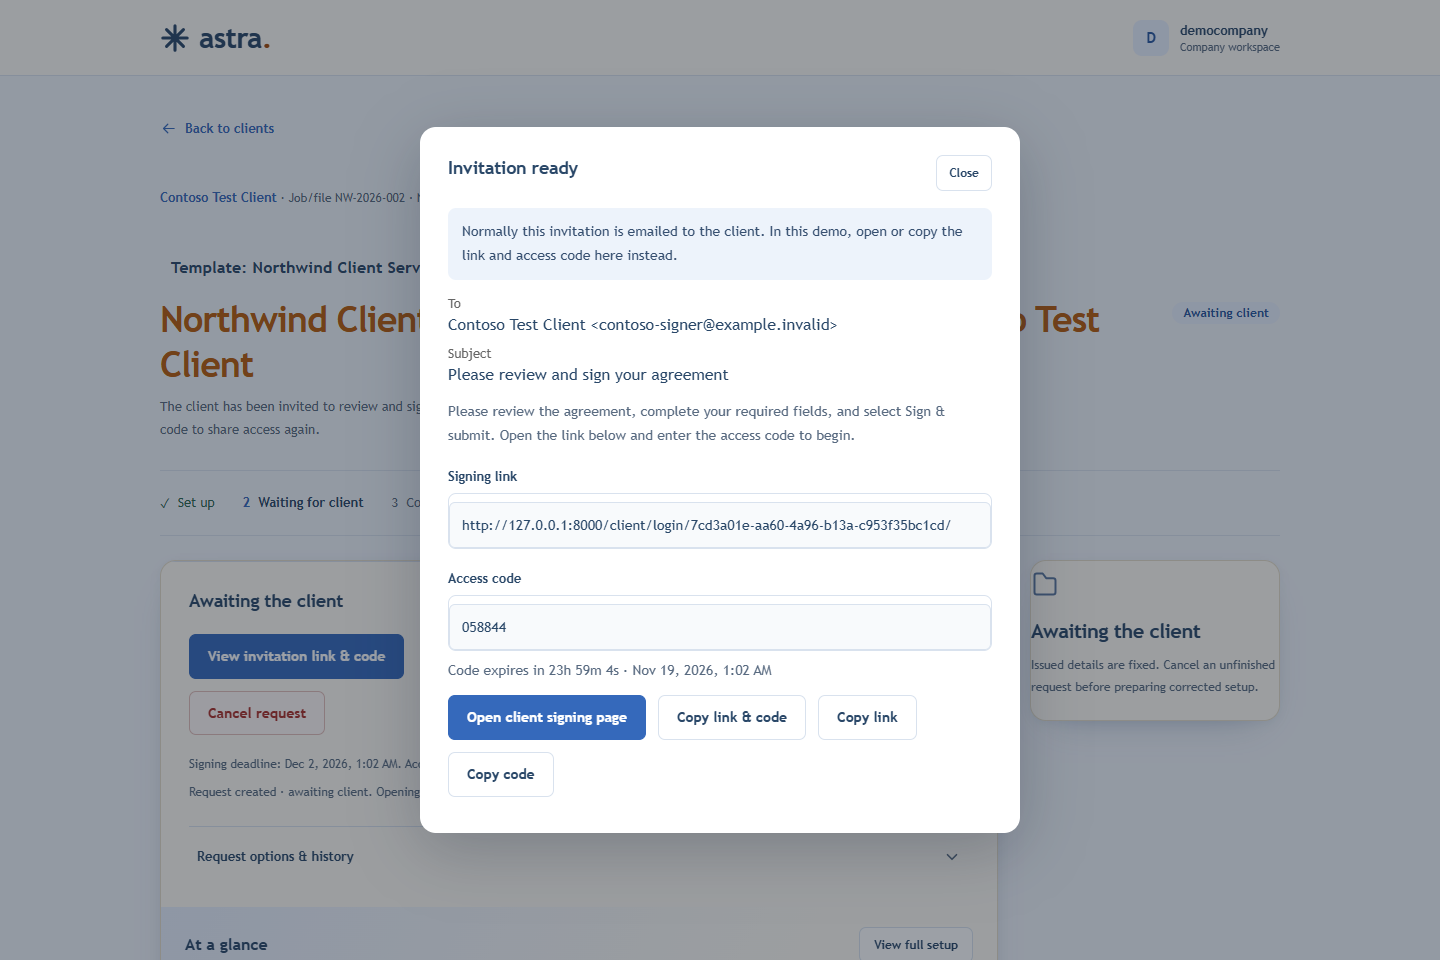 astra.
D
democompany
Company workspace
Back to clients
Contoso Test Client · Job/file NW-2026-002 ·
Template: Northwind Client Serv
Northwind Client
Test
Client
Awaiting client
The client has been invited to review and sig
code to share access again.
✓ Set up
2 Waiting for client
3 Co
Awaiting the client
View invitation link & code
Cancel request
Signing deadline: Dec 2, 2026, 1:02 AM. Acc
Request created · awaiting client. Opening
Request options & history
At a glance
View full setup
Invitation ready
Close
Normally this invitation is emailed to the client. In this demo, open or copy the
link and access code here instead.
To
Contoso Test Client <contoso-signer@example.invalid>
Subject
Please review and sign your agreement
Please review the agreement, complete your required fields, and select Sign &
submit. Open the link below and enter the access code to begin.
Signing link
http://127.0.0.1:8000/client/login/7cd3a01e-aa60-4a96-b13a-c953f35bc1cd/
Access code
058844
Code expires in 23h 59m 4s · Nov 19, 2026, 1:02 AM
Open client signing page
Copy link & code
Copy link
Copy code
Awaiting the client
Issued details are fixed. Cancel an unfinished
request before preparing corrected setup.